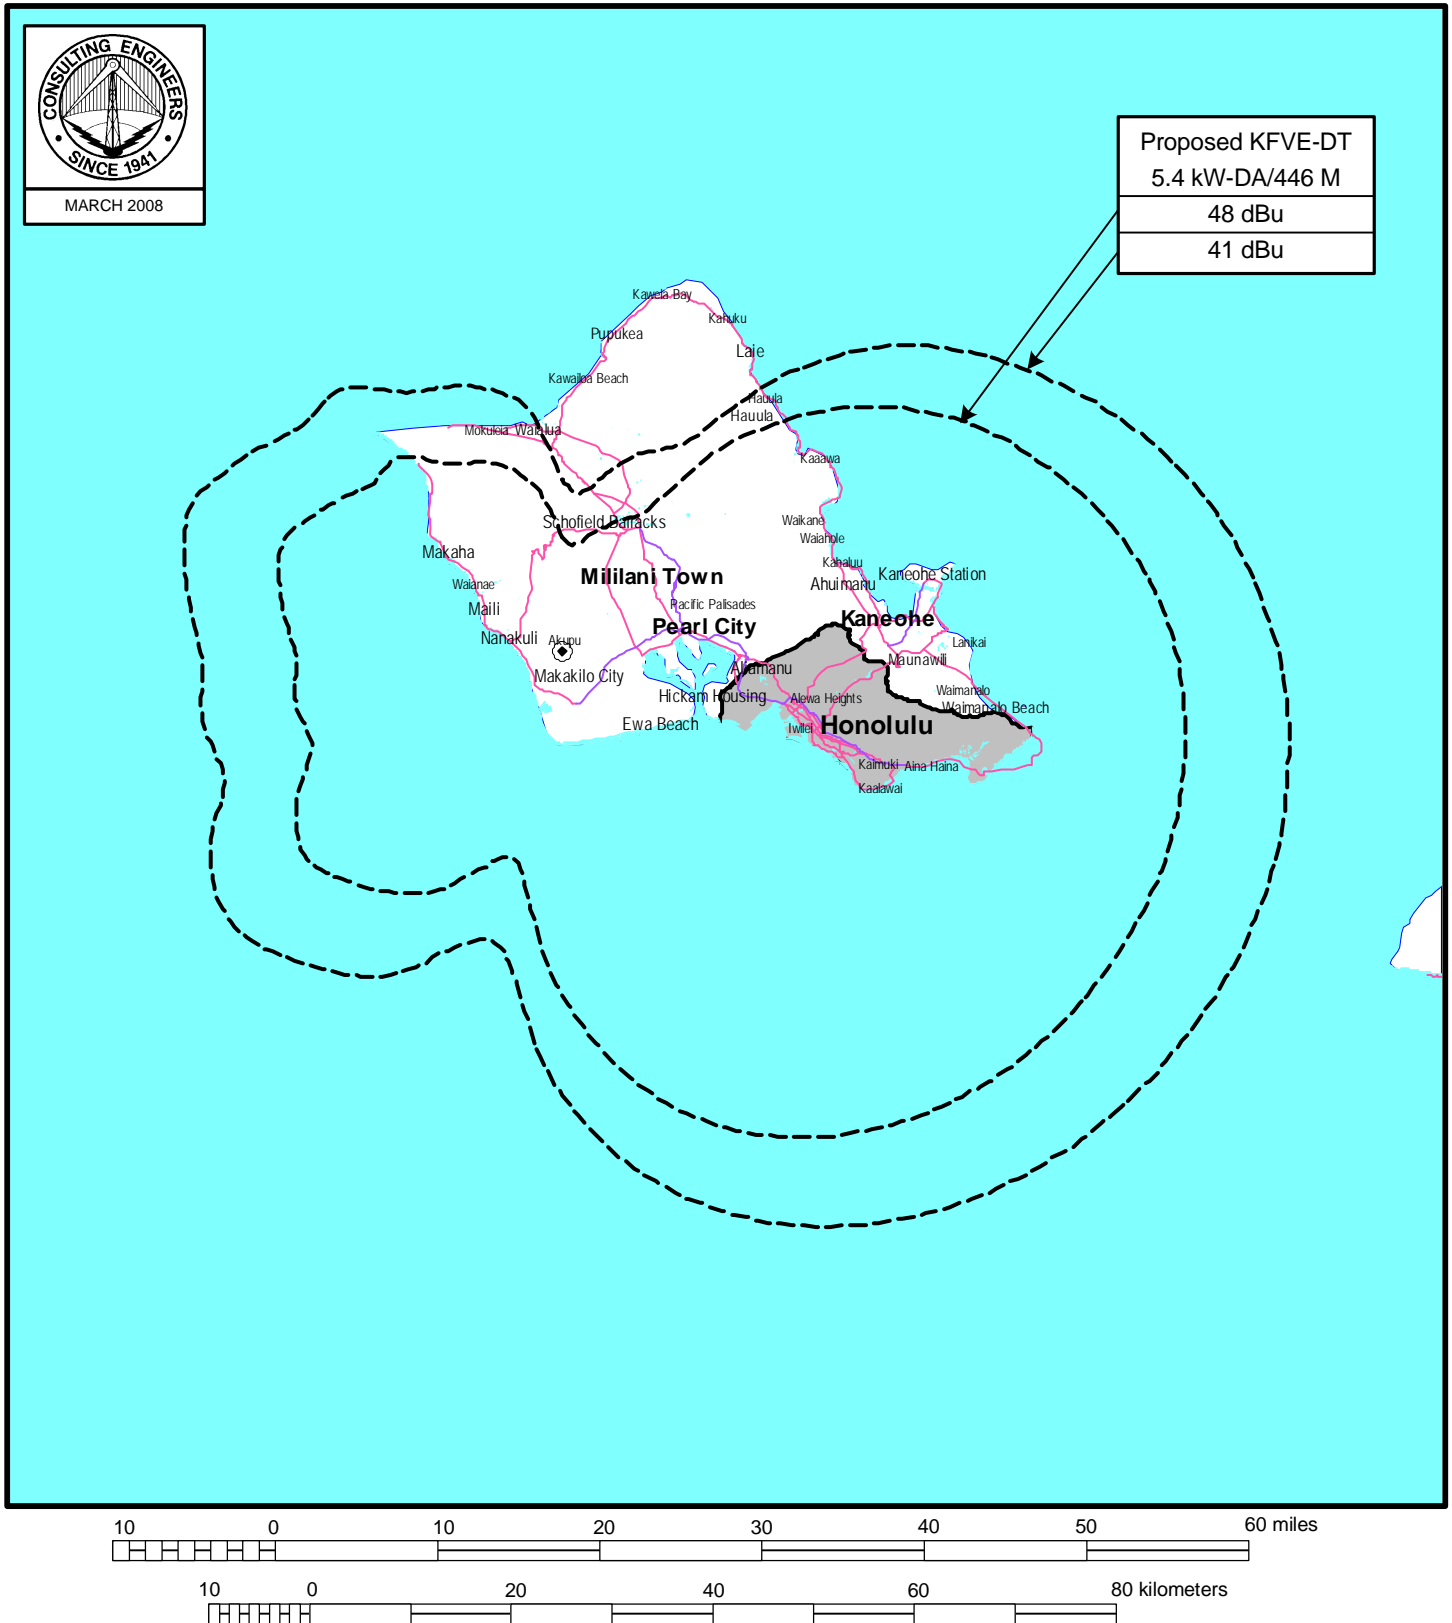 CONSULTING ENGINEERS
• SINCE 1941 •
MARCH 2008
Proposed KFVE-DT
5.4 kW-DA/446 M
48 dBu
41 dBu
Kawela Bay
Kahuku
Pupukea
Laie
Kawailoa Beach
Hauula
Hauula
Mokuleia
Waialua
Kaaawa
Schofield Barracks
Waikane
Waiahole
Makaha
Kahaluu
Kaneohe Station
Mililani Town
Ahuimanu
Waianae
Pacific Palisades
Maili
Kaneohe
Pearl City
Nanakuli
Akupu
Lanikai
Maunawili
Aliamanu
Makakilo City
Waimanalo
Hickam Housing
Alewa Heights
Waimanalo Beach
Ewa Beach
Iwilei
Honolulu
Kaimuki
Aina Haina
Kaalawai
10 0 10 20 30 40 50 60 miles
10 0 20 40 60 80 kilometers